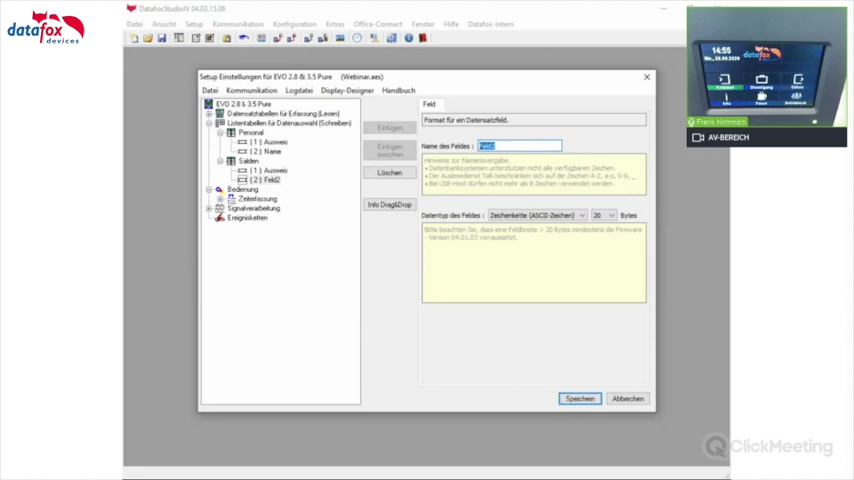 datafox
devices
DatafoxStudioIV 04.03.15.06
Datei Ansicht Setup Kommunikation Konfiguration Extras Office-Connect Fenster Hilfe Datafox-Intern
Setup Einstellungen für EVO 2.8 & 3.5 Pure (Webinar.aes)
Datei Kommunikation Logdatei Display-Designer Handbuch
EVO 2.8 & 3.5 Pure
Datensatztabellen für Erfassung (Lesen)
Listentabellen für Datenauswahl (Schreiben)
Personal
( 1 ): Ausweis
( 2 ): Name
Salden
( 1 ): Ausweis
( 2 ): Feld2
Bedienung
Zeiterfassung
Signalverarbeitung
Ereignisketten
Einfügen
Einfügen
zwischen
Löschen
Info Drag&Drop
Feld
Format für ein Datensatzfeld.
Name des Feldes : Feld2
Hinweise zur Namensvergabe.
• Datenbanksystemen unterstützen nicht alle verfügbaren Zeichen.
• Der Auslesedienst Talk beschränken sich auf die Zeichen A-Z, a-z, 0-9, _
• Bei USB-Host dürfen nicht mehr als 8 Zeichen verwendet werden.
Datentyp des Feldes : Zeichenkette (ASCII-Zeichen) 20 Bytes
Bitte beachten Sie, dass eine Feldbreite > 20 Bytes mindestens die Firmware
- Version 04.01.03 verraussetzt.
Speichern Abbrechen
14:55
datafox
Kommen Dienstgang Gehen
Info Pause
Frank Nimmich
AV-BEREICH
ClickMeeting